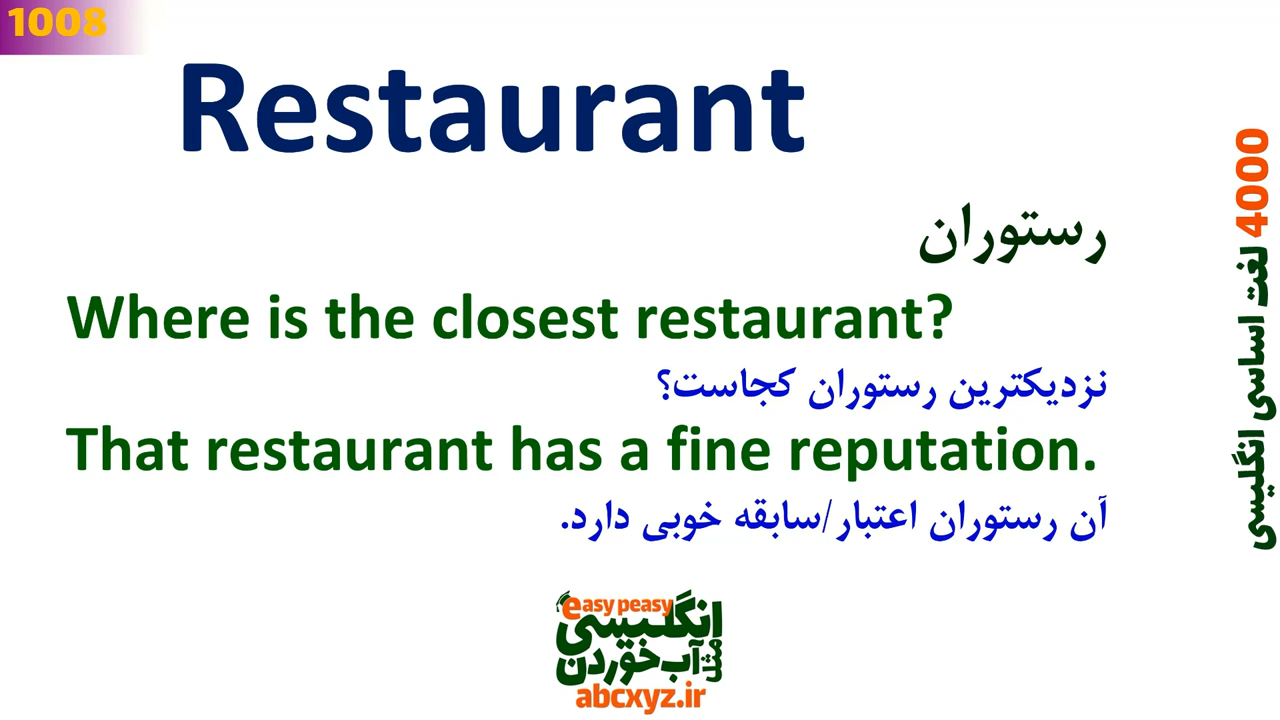 1008
Restaurant
رستوران
Where is the closest restaurant?
نزدیکترین رستوران کجاست؟
That restaurant has a fine reputation.
آن رستوران اعتبار/سابقه خوبی دارد.
4000 لغت اساسی انگلیسی
easy peasy
انگلیسی
مثل آب خوردن
abcxyz.ir